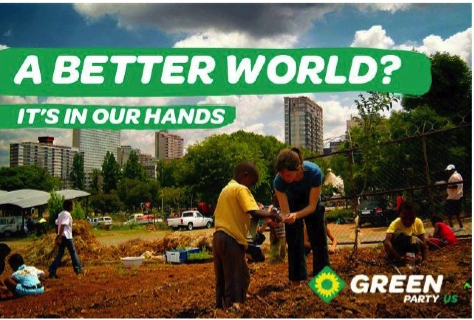 A BETTER WORLD?
IT'S IN OUR HANDS
GREEN
PARTY US